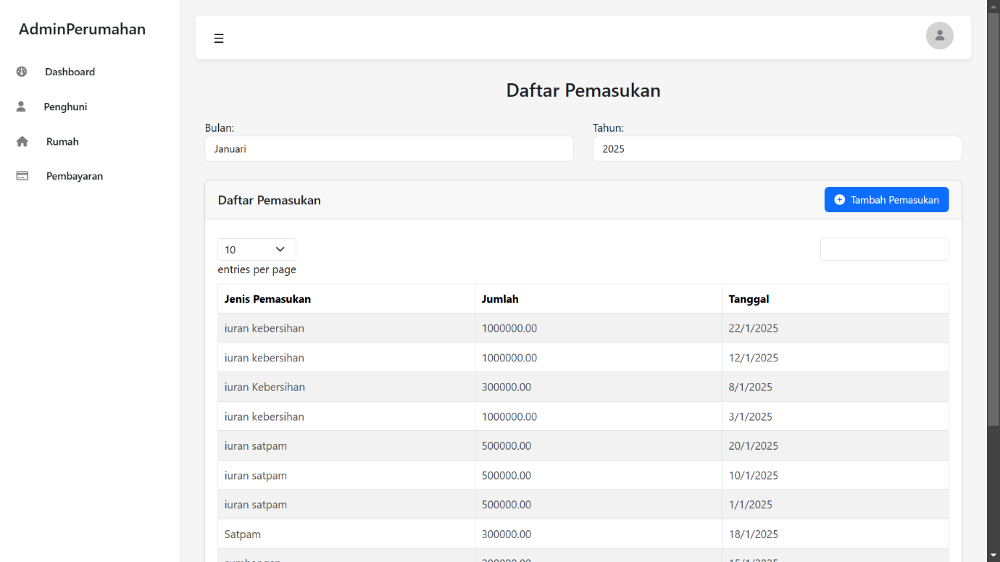 AdminPerumahan
Dashboard
Penghuni
Rumah
Pembayaran
Daftar Pemasukan
Bulan:
Januari
Tahun:
2025
Daftar Pemasukan
Tambah Pemasukan
10
entries per page
Jenis Pemasukan Jumlah Tanggal
iuran kebersihan 1000000.00 22/1/2025
iuran kebersihan 1000000.00 12/1/2025
iuran Kebersihan 300000.00 8/1/2025
iuran kebersihan 1000000.00 3/1/2025
iuran satpam 500000.00 20/1/2025
iuran satpam 500000.00 10/1/2025
iuran satpam 500000.00 1/1/2025
Satpam 300000.00 18/1/2025